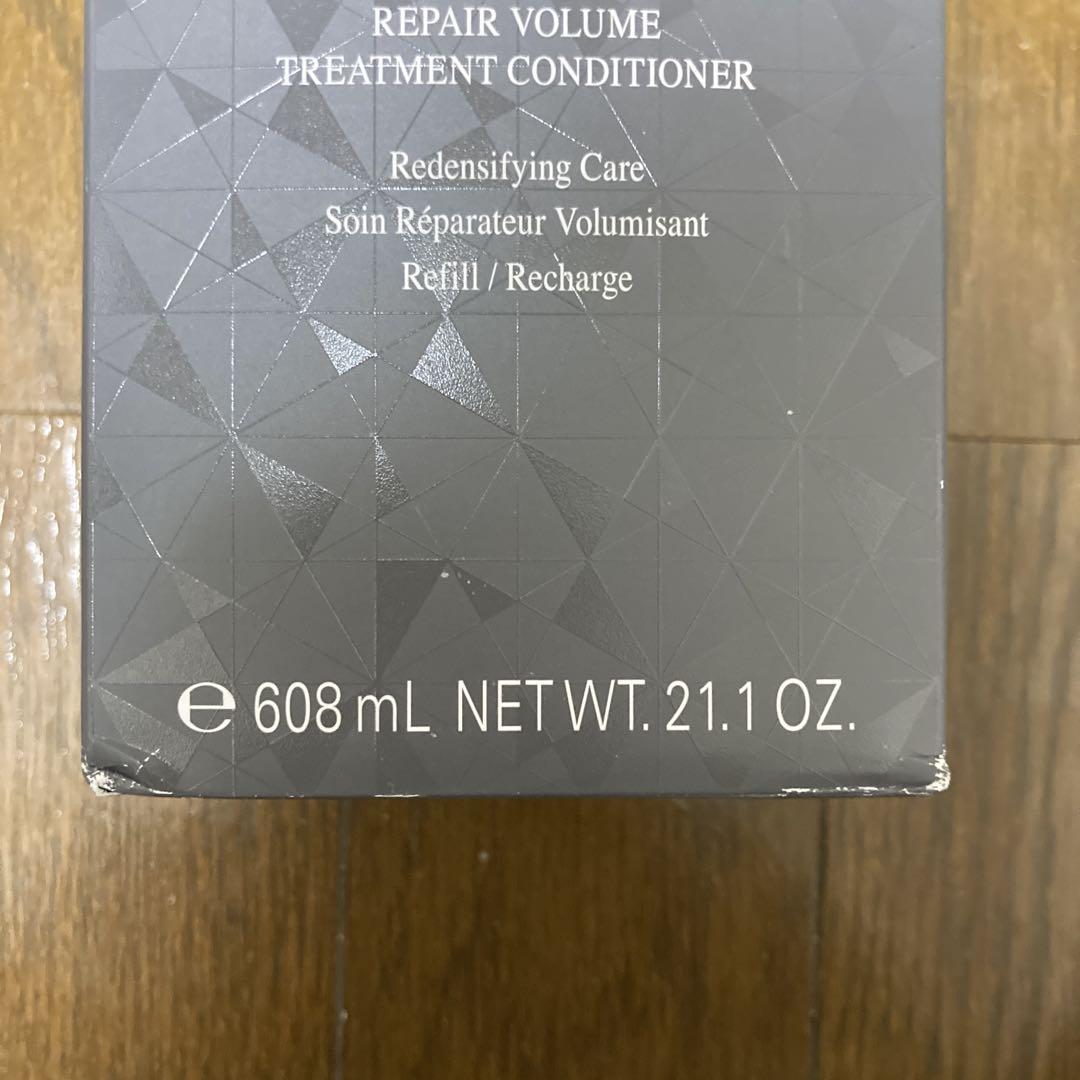 REPAIR VOLUME
TREATMENT CONDITIONER
Redensifying Care
Soin Réparateur Volumisant
Refill / Recharge
℮ 608 mL NET WT. 21.1 OZ.